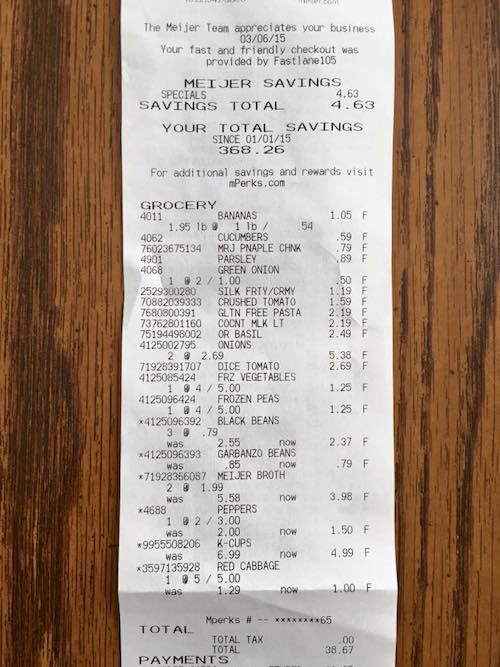 The Meijer Team appreciates your business
03/06/15
Your fast and friendly checkout was
provided by Fastlane105
MEIJER SAVINGS
SPECIALS 4.63
SAVINGS TOTAL 4.63
YOUR TOTAL SAVINGS
SINCE 01/01/15
368.26
For additional savings and rewards visit
mPerks.com
GROCERY
4011 BANANAS 1.05 F
1.95 lb @ 1 lb / .54
4062 CUCUMBERS .59 F
76023675134 MRJ PNAPLE CHNK .79 F
4901 PARSLEY .89 F
4068 GREEN ONION
1 @ 2 / 1.00 .50 F
2529300280 SILK FRTY/CRMY 1.19 F
70882039333 CRUSHED TOMATO 1.59 F
7680800391 GLTN FREE PASTA 2.19 F
73762801160 COCNT MLK LT 2.19 F
75194498002 OR BASIL 2.49 F
4125002795 ONIONS
2 @ 2.69 5.38 F
71928391707 DICE TOMATO 2.69 F
4125085424 FRZ VEGETABLES
1 @ 4 / 5.00 1.25 F
4125096424 FROZEN PEAS
1 @ 4 / 5.00 1.25 F
*4125096392 BLACK BEANS
3 @ .79
was 2.55 now 2.37 F
*4125096393 GARBANZO BEANS
was .85 now .79 F
*71928366087 MEIJER BROTH
2 @ 1.99
was 5.58 now 3.98 F
*4688 PEPPERS
1 @ 2 / 3.00
was 2.00 now 1.50 F
*9955508206 K-CUPS
was 6.99 now 4.99 F
*3597135928 RED CABBAGE
1 @ 5 / 5.00
was 1.29 now 1.00 F
Mperks # -- ********65
TOTAL
TOTAL TAX .00
TOTAL 38.67
PAYMENTS